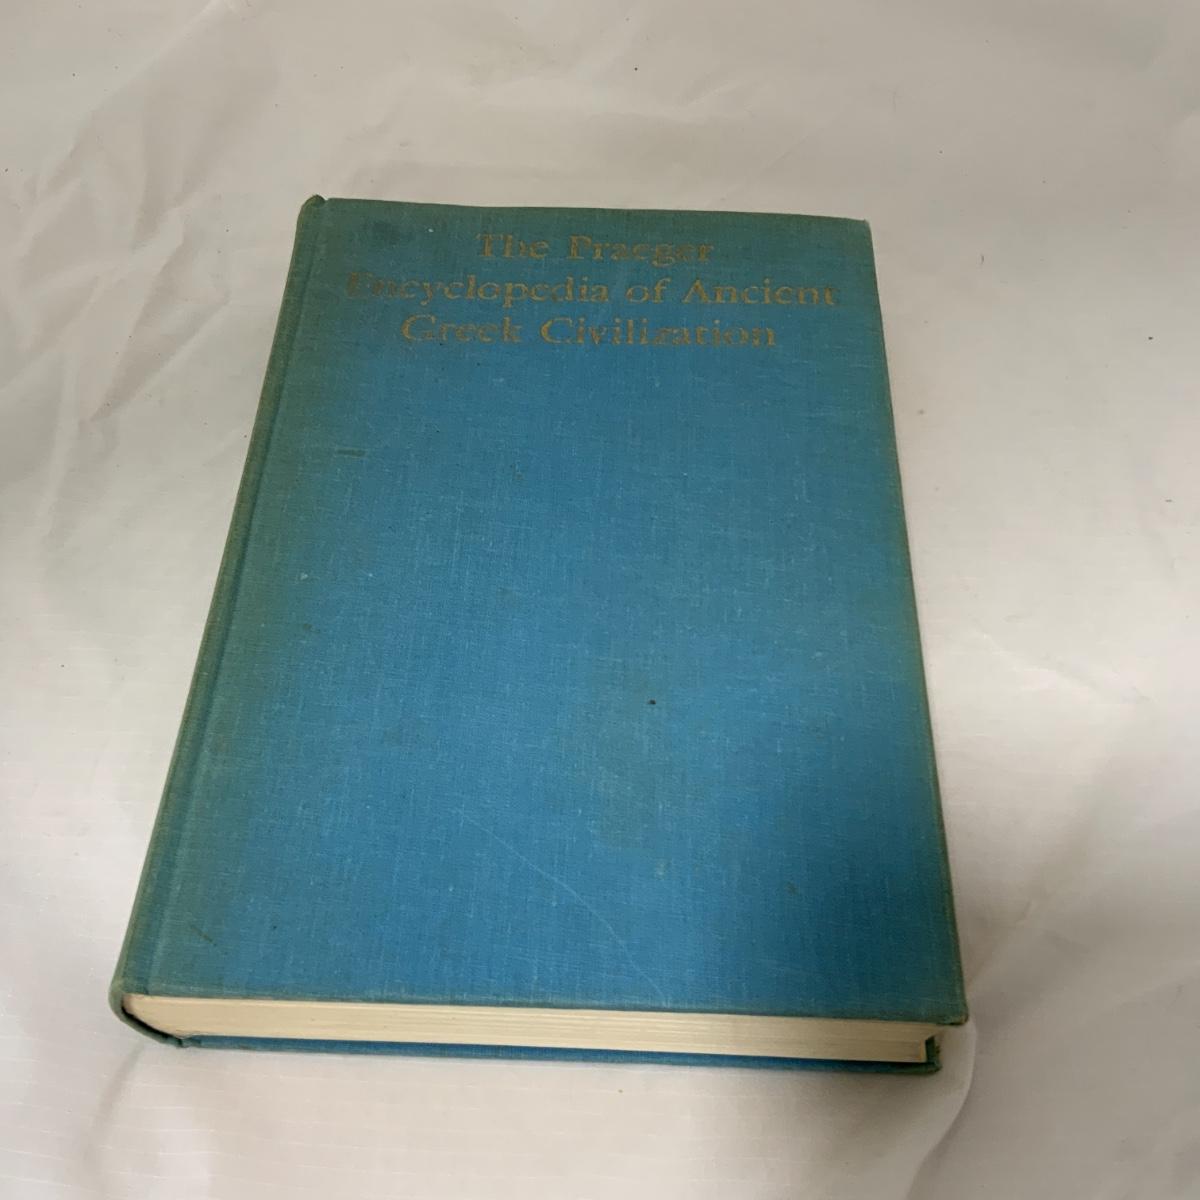 The Praeger
Encyclopedia of Ancient
Greek Civilization